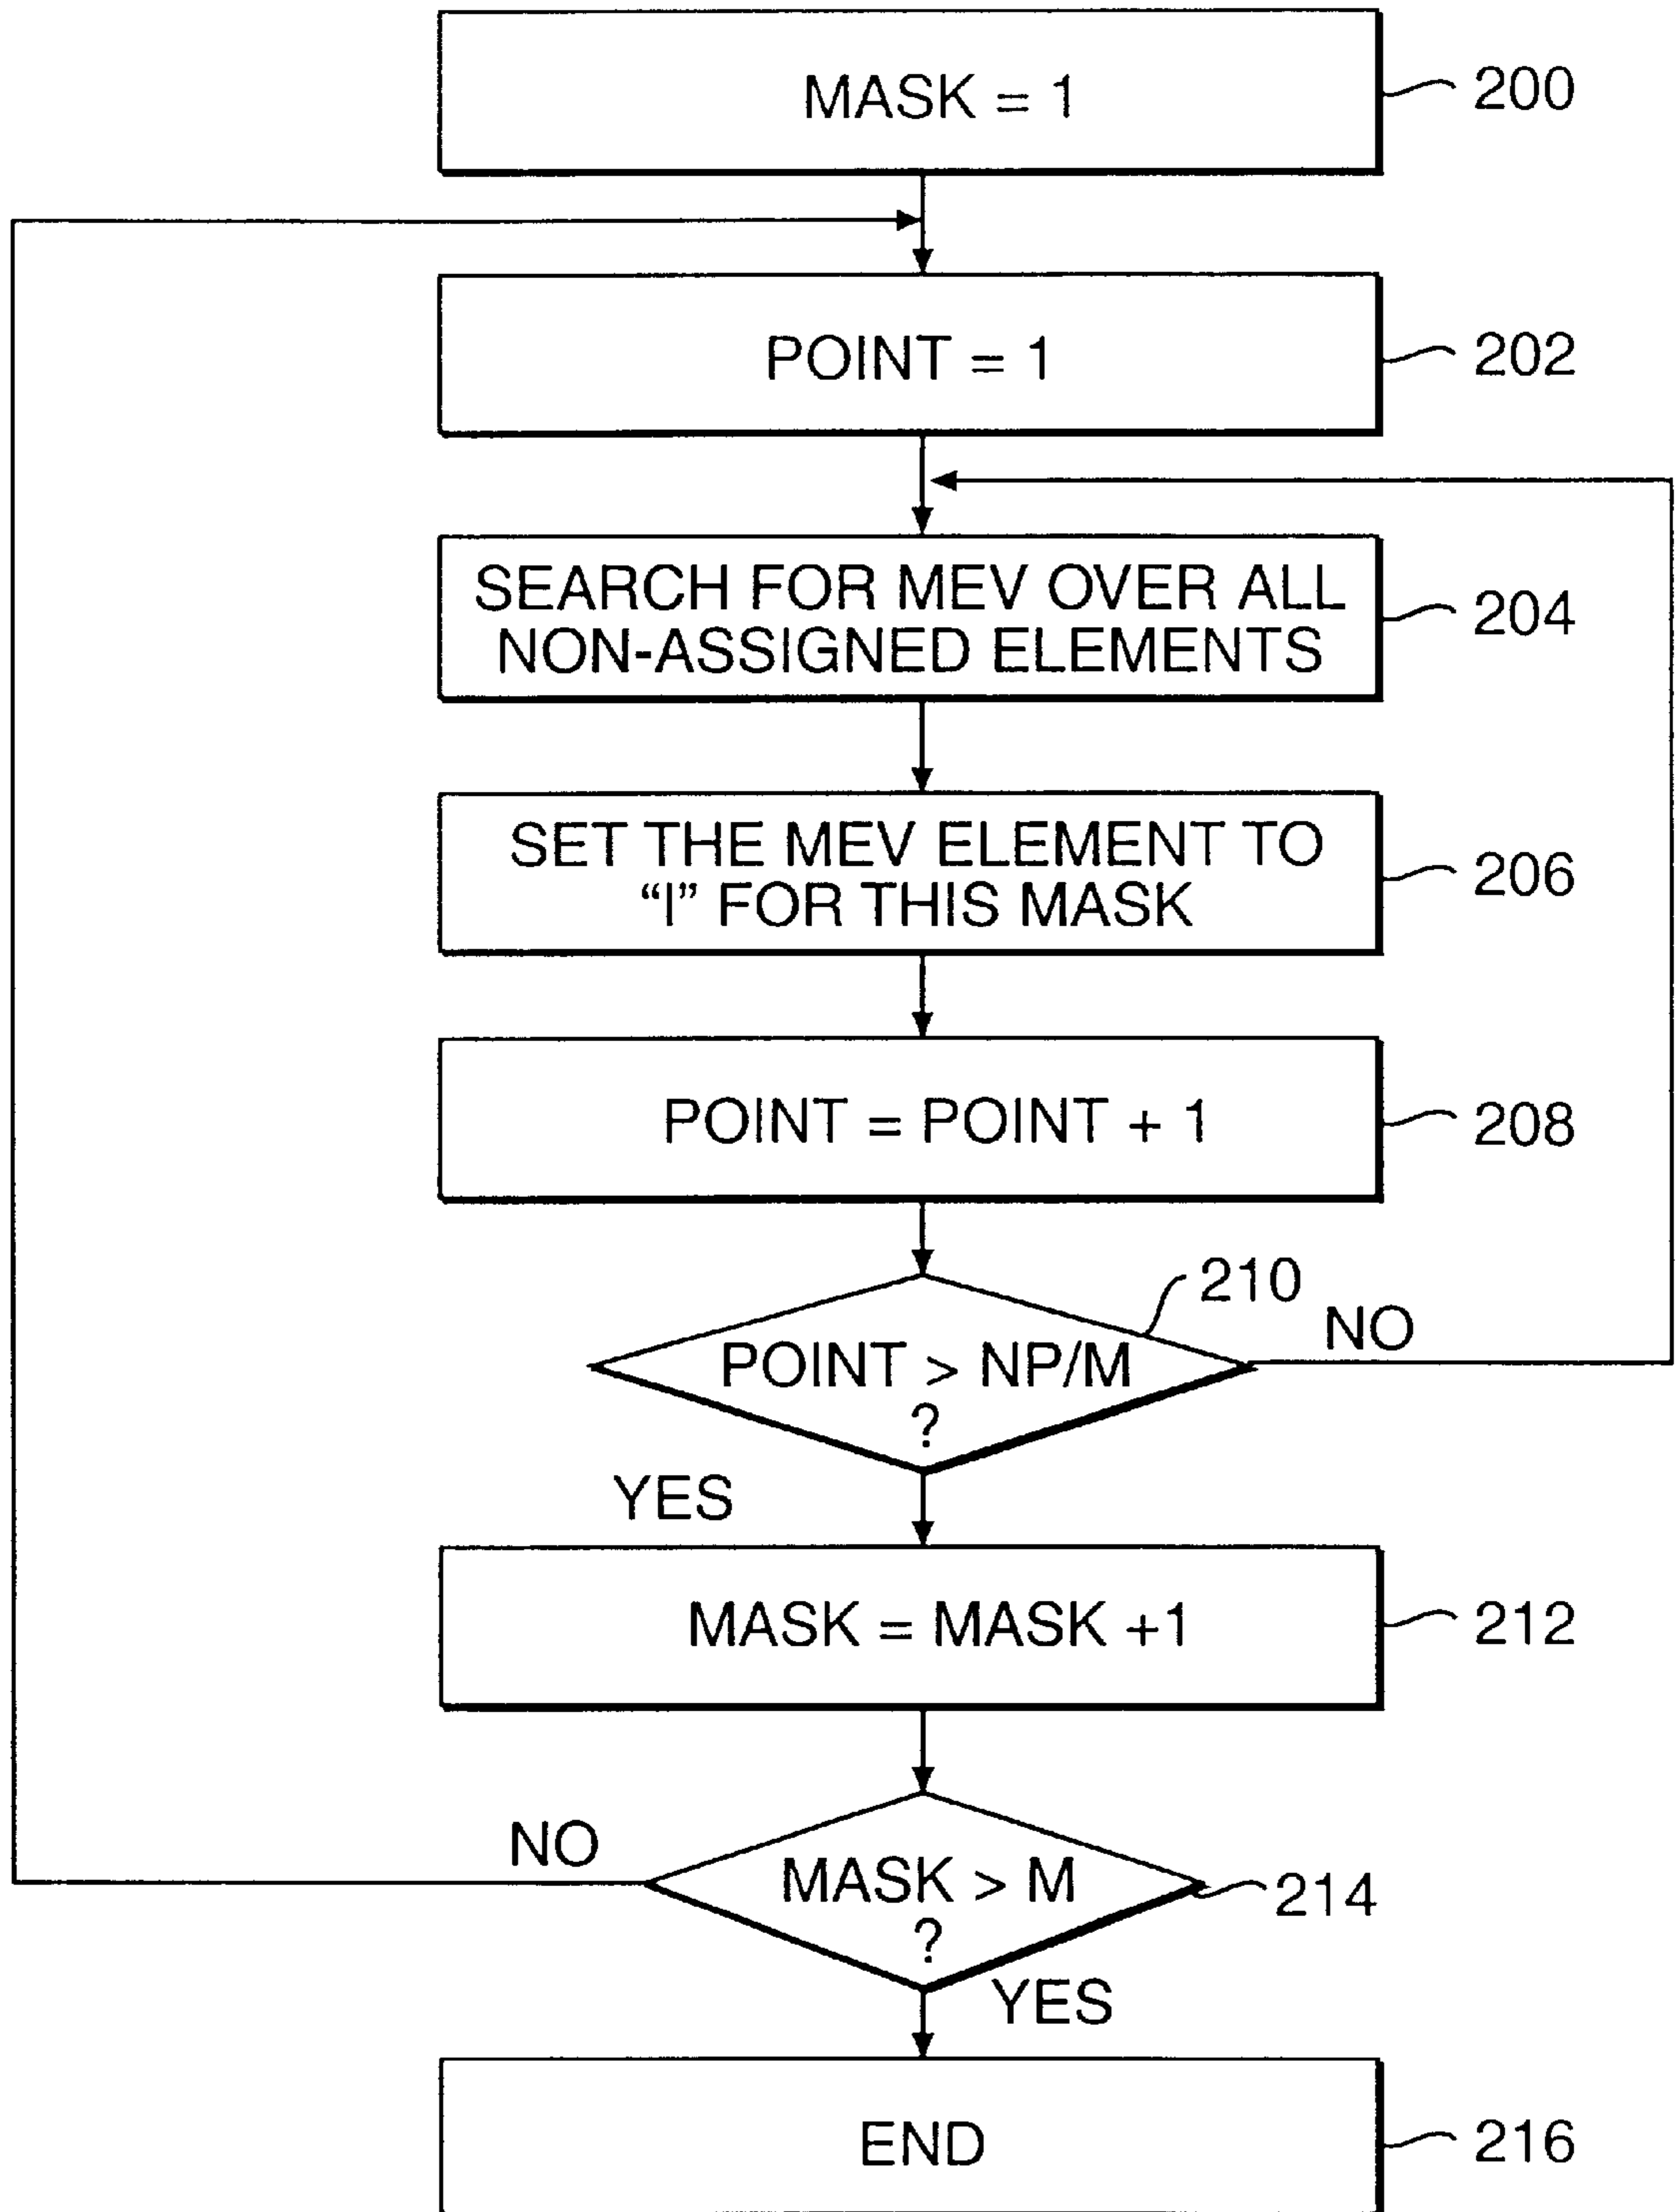 MASK = 1
200
POINT = 1
202
SEARCH FOR MEV OVER ALL
NON-ASSIGNED ELEMENTS
204
SET THE MEV ELEMENT TO
“I” FOR THIS MASK
206
POINT = POINT + 1
208
210
POINT > NP/M
?
NO
YES
MASK = MASK +1
212
NO
MASK > M
?
214
YES
END
216